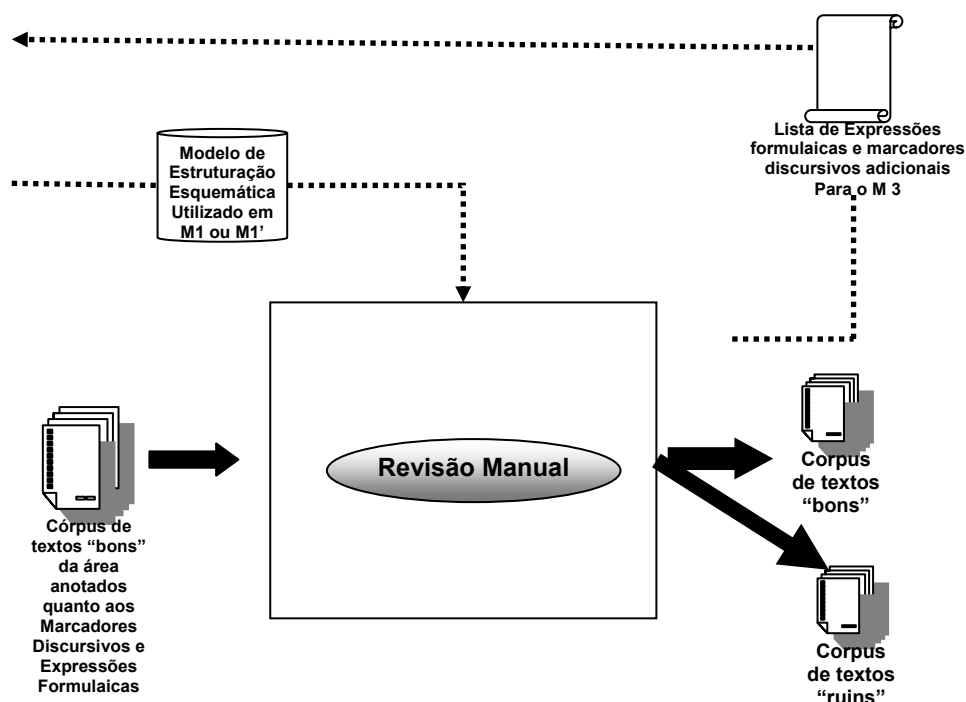 Lista de Expressões
formulaicas e marcadores
discursivos adicionais
Para o M 3
Modelo de
Estruturação
Esquemática
Utilizado em
M1 ou M1’
Revisão Manual
Córpus de
textos “bons”
da área
anotados
quanto aos
Marcadores
Discursivos e
Expressões
Formulaicas
Corpus
de textos
“bons”
Corpus
de textos
“ruins”